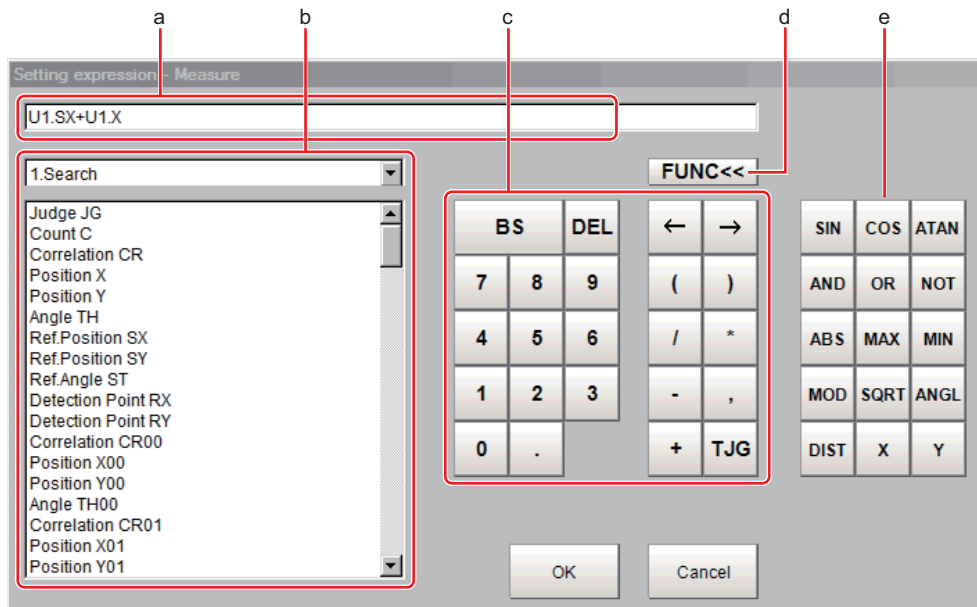 a b c d e
Setting expression - Measure
U1.SX+U1.X
1.Search
FUNC<<
Judge JG
Count C
Correlation CR
Position X
Position Y
Angle TH
Ref.Position SX
Ref.Position SY
Ref.Angle ST
Detection Point RX
Detection Point RY
Correlation CR00
Position X00
Position Y00
Angle TH00
Correlation CR01
Position X01
Position Y01
BS DEL ← → SIN COS ATAN
7 8 9 ( ) AND OR NOT
4 5 6 / * ABS MAX MIN
1 2 3 - , MOD SQRT ANGL
0 . + TJG DIST X Y
OK Cancel